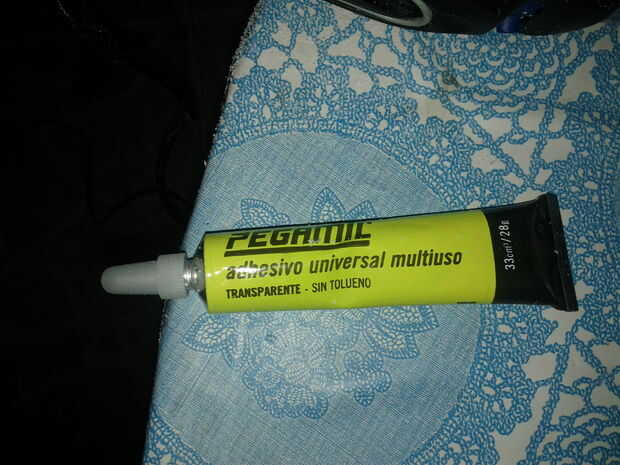 PEGAMIL
adhesivo universal multiuso
TRANSPARENTE - SIN TOLUENO
33cm³/28g